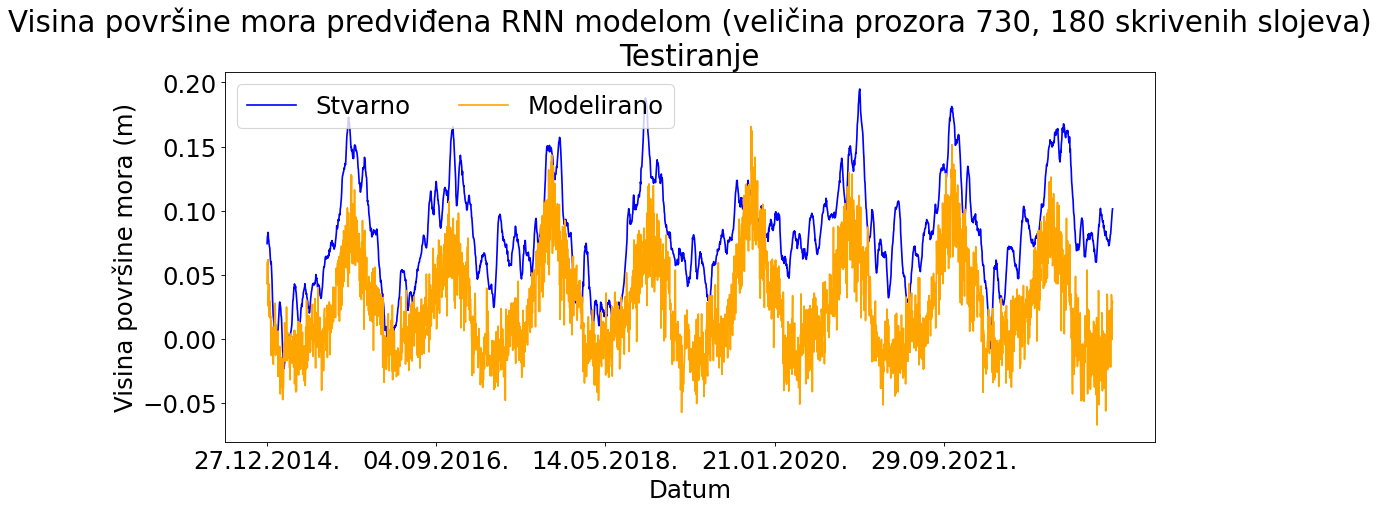 Visina površine mora predviđena RNN modelom (veličina prozora 730, 180 skrivenih slojeva)
Testiranje
Stvarno Modelirano
Visina površine mora (m)
0.20
0.15
0.10
0.05
0.00
−0.05
27.12.2014. 04.09.2016. 14.05.2018. 21.01.2020. 29.09.2021.
Datum